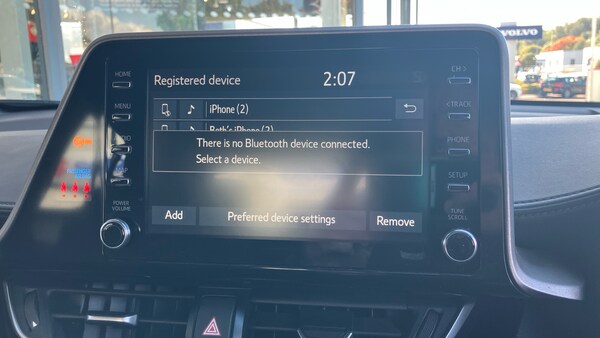 VOLVO
Registered device
2:07
iPhone (2)
Beth's iPhone (2)
There is no Bluetooth device connected.
Select a device.
Add
Preferred device settings
Remove
HOME
MENU
POWER
VOLUME
CH >
< TRACK
PHONE
SETUP
TUNE
SCROLL